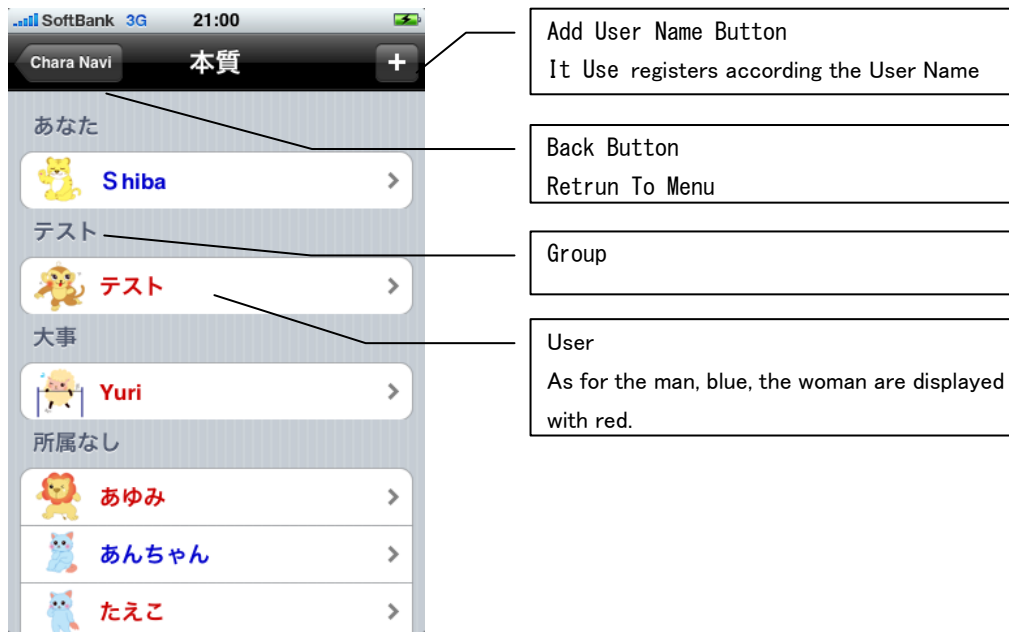 SoftBank 3G 21:00
Chara Navi 本質 +
あなた
Shiba
テスト
テスト
大事
Yuri
所属なし
あゆみ
あんちゃん
たえこ
Add User Name Button
It Use registers according the User Name
Back Button
Retrun To Menu
Group
User
As for the man, blue, the woman are displayed
with red.